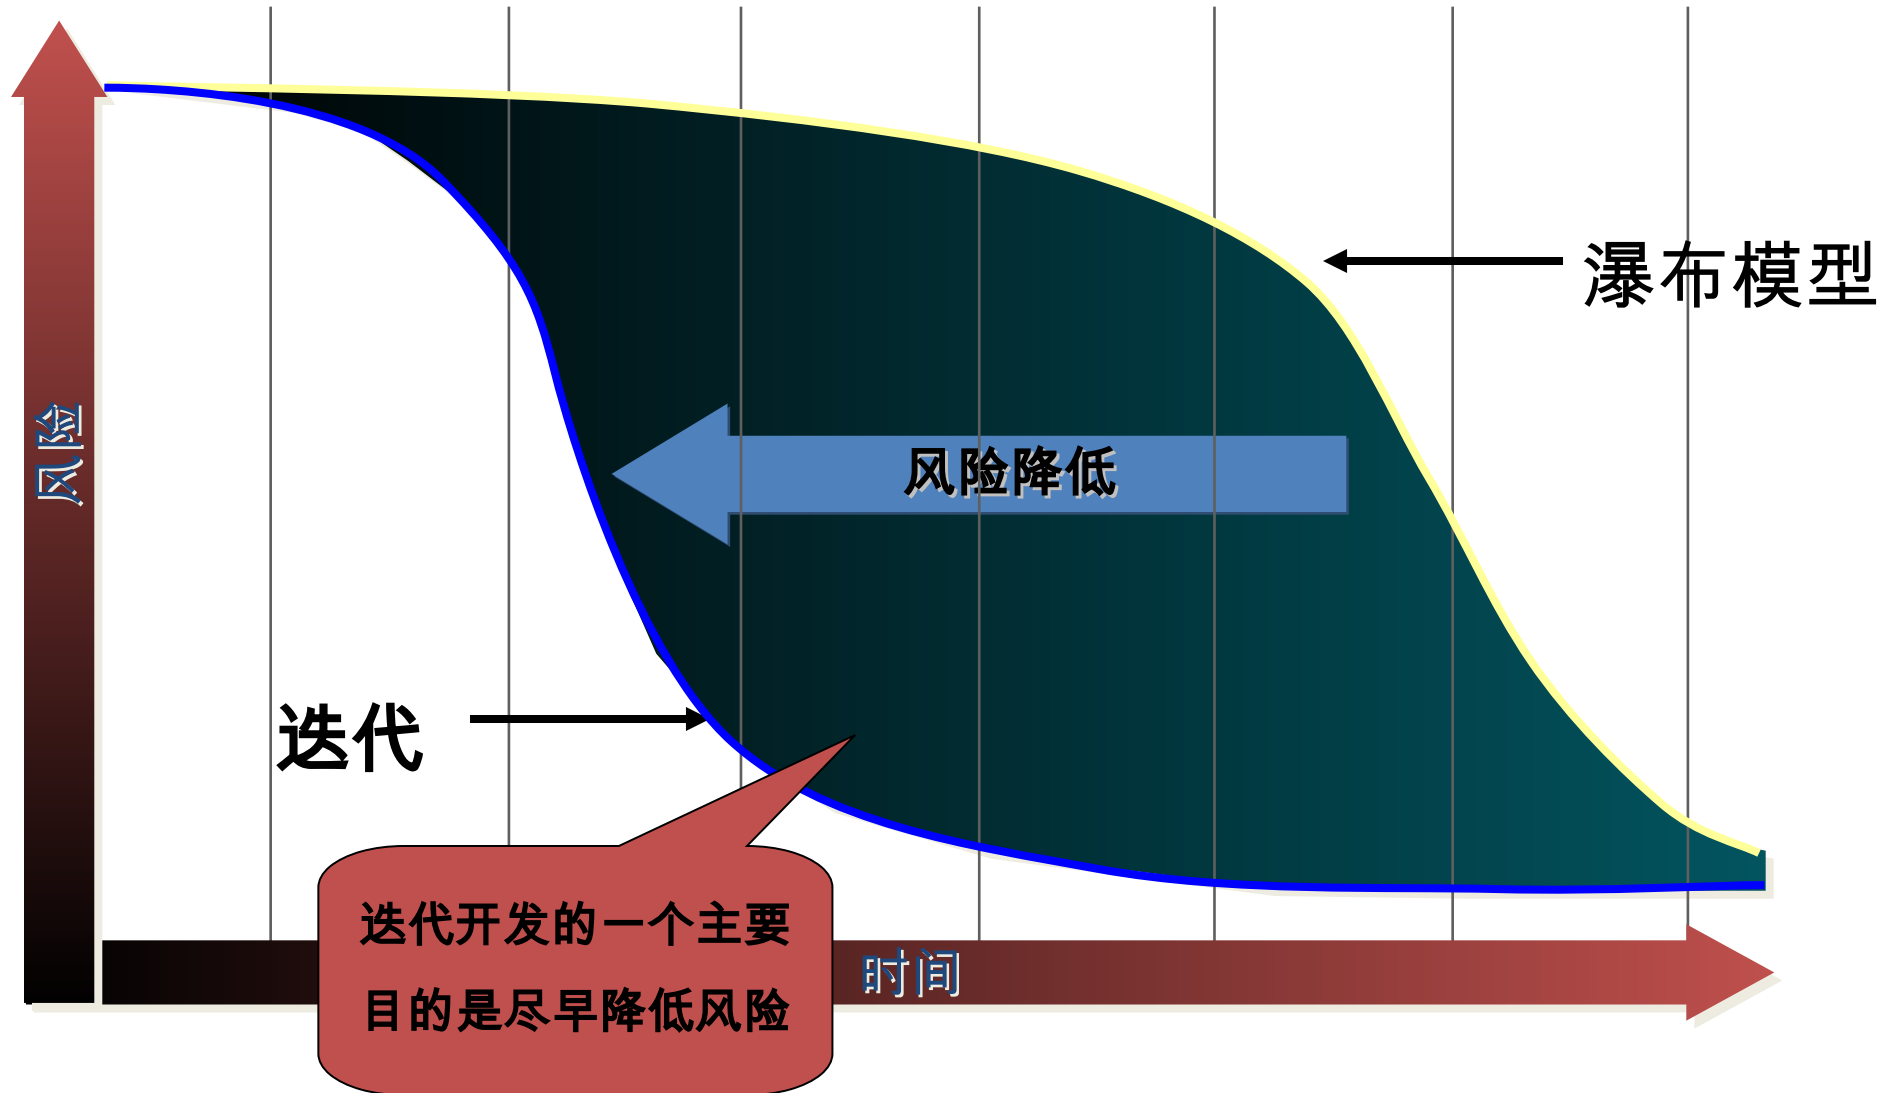 瀑布模型
风险
风险降低
迭代
迭代开发的一个主要
目的是尽早降低风险
时间